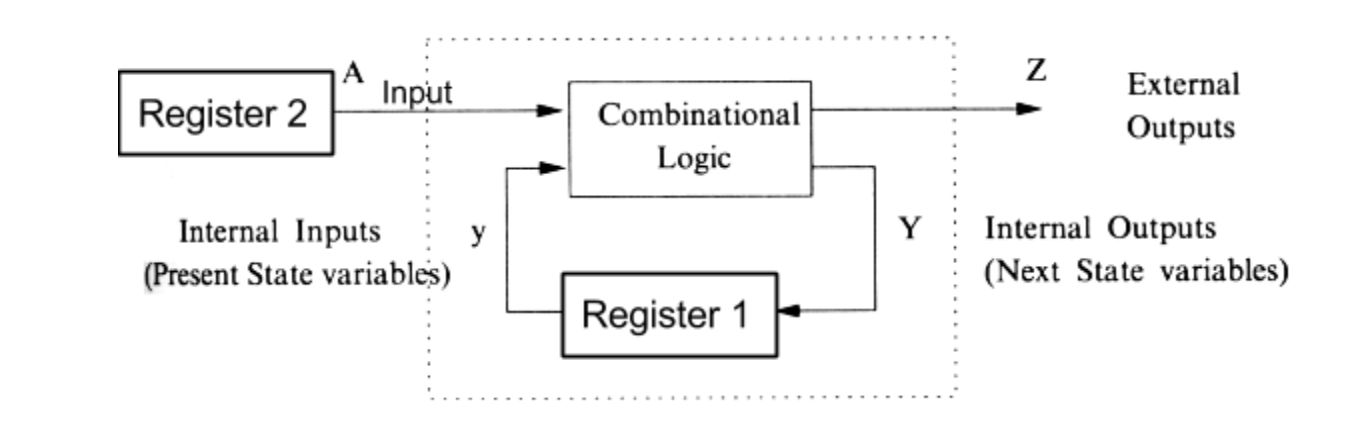 Register 2
A
Input
Combinational
Logic
Z
External
Outputs
Internal Inputs
(Present State variables)
y
Y
Internal Outputs
(Next State variables)
Register 1